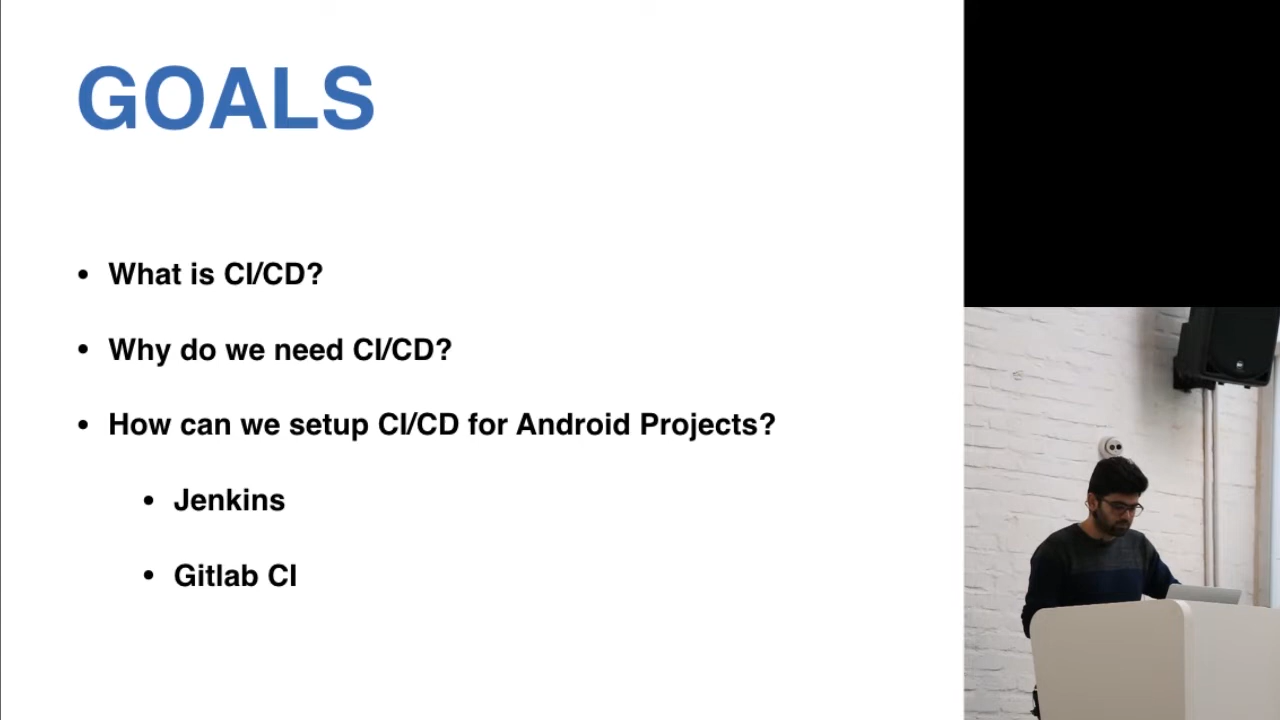 GOALS
• What is CI/CD?
• Why do we need CI/CD?
• How can we setup CI/CD for Android Projects?
• Jenkins
• Gitlab CI